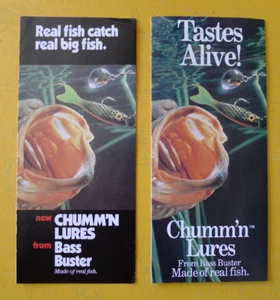 Real fish catch
real big fish.
new CHUMM'N
LURES
from Bass
Buster
Made of real fish.
Tastes
Alive!
Chumm'n™
Lures
From Bass Buster
Made of real fish.